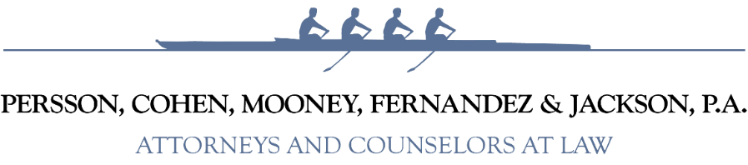 PERSSON, COHEN, MOONEY, FERNANDEZ & JACKSON, P.A.
ATTORNEYS AND COUNSELORS AT LAW